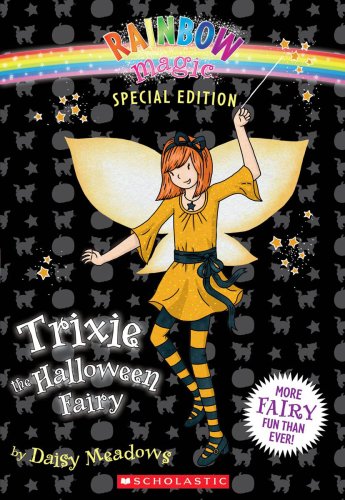 RAINBOW
magic
SPECIAL EDITION
Trixie
the Halloween
Fairy
by Daisy Meadows
MORE
FAIRY
FUN THAN
EVER!
SCHOLASTIC